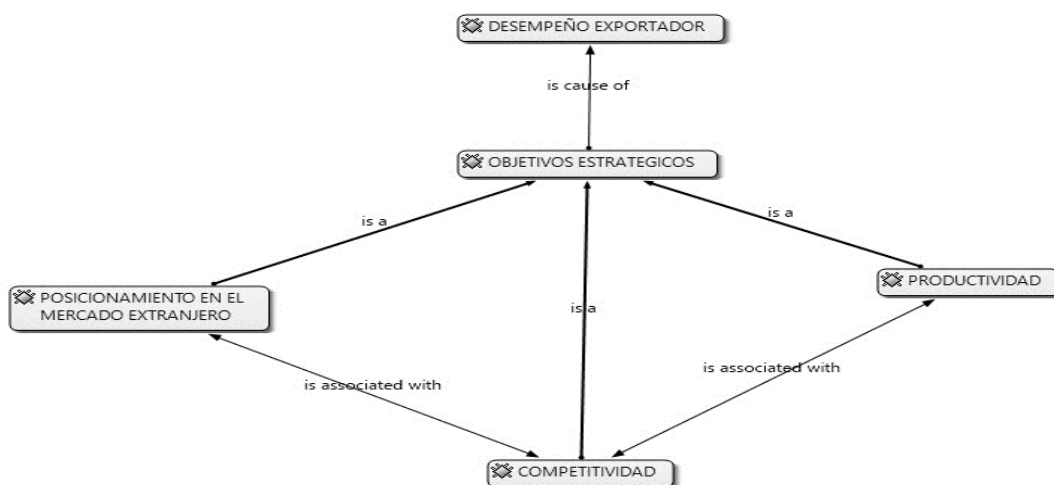 DESEMPEÑO EXPORTADOR
is cause of
OBJETIVOS ESTRATEGICOS
is a
is a
POSICIONAMIENTO EN EL
MERCADO EXTRANJERO
PRODUCTIVIDAD
is a
is associated with
is associated with
COMPETITIVIDAD